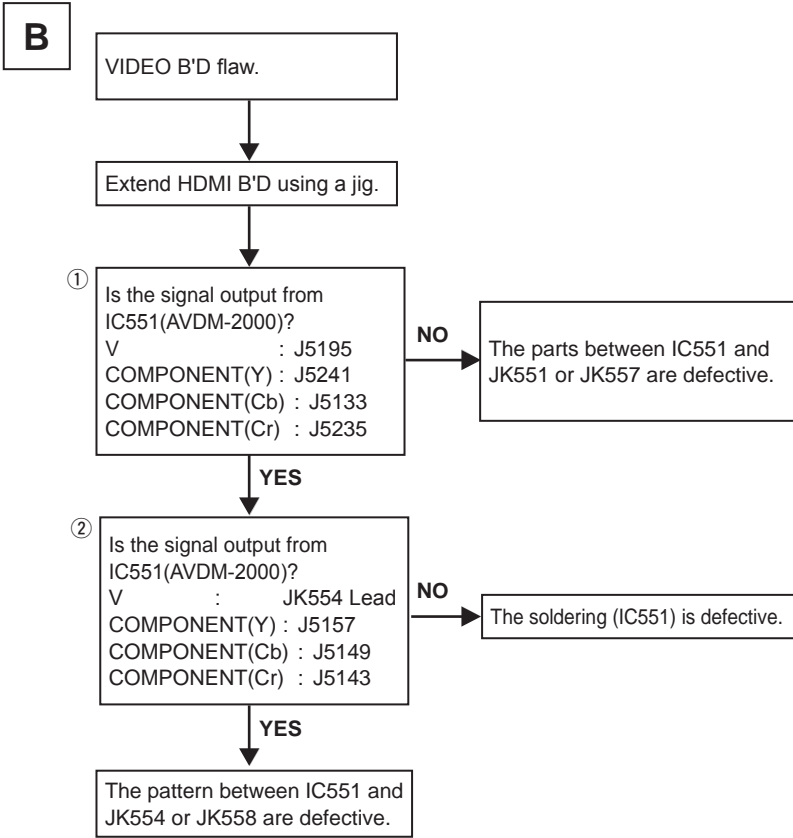 B
VIDEO B'D flaw.
Extend HDMI B'D using a jig.
①
Is the signal output from
IC551(AVDM-2000)?
V : J5195
COMPONENT(Y) : J5241
COMPONENT(Cb) : J5133
COMPONENT(Cr) : J5235
NO
The parts between IC551 and
JK551 or JK557 are defective.
YES
②
Is the signal output from
IC551(AVDM-2000)?
V : JK554 Lead
COMPONENT(Y) : J5157
COMPONENT(Cb) : J5149
COMPONENT(Cr) : J5143
NO
The soldering (IC551) is defective.
YES
The pattern between IC551 and
JK554 or JK558 are defective.